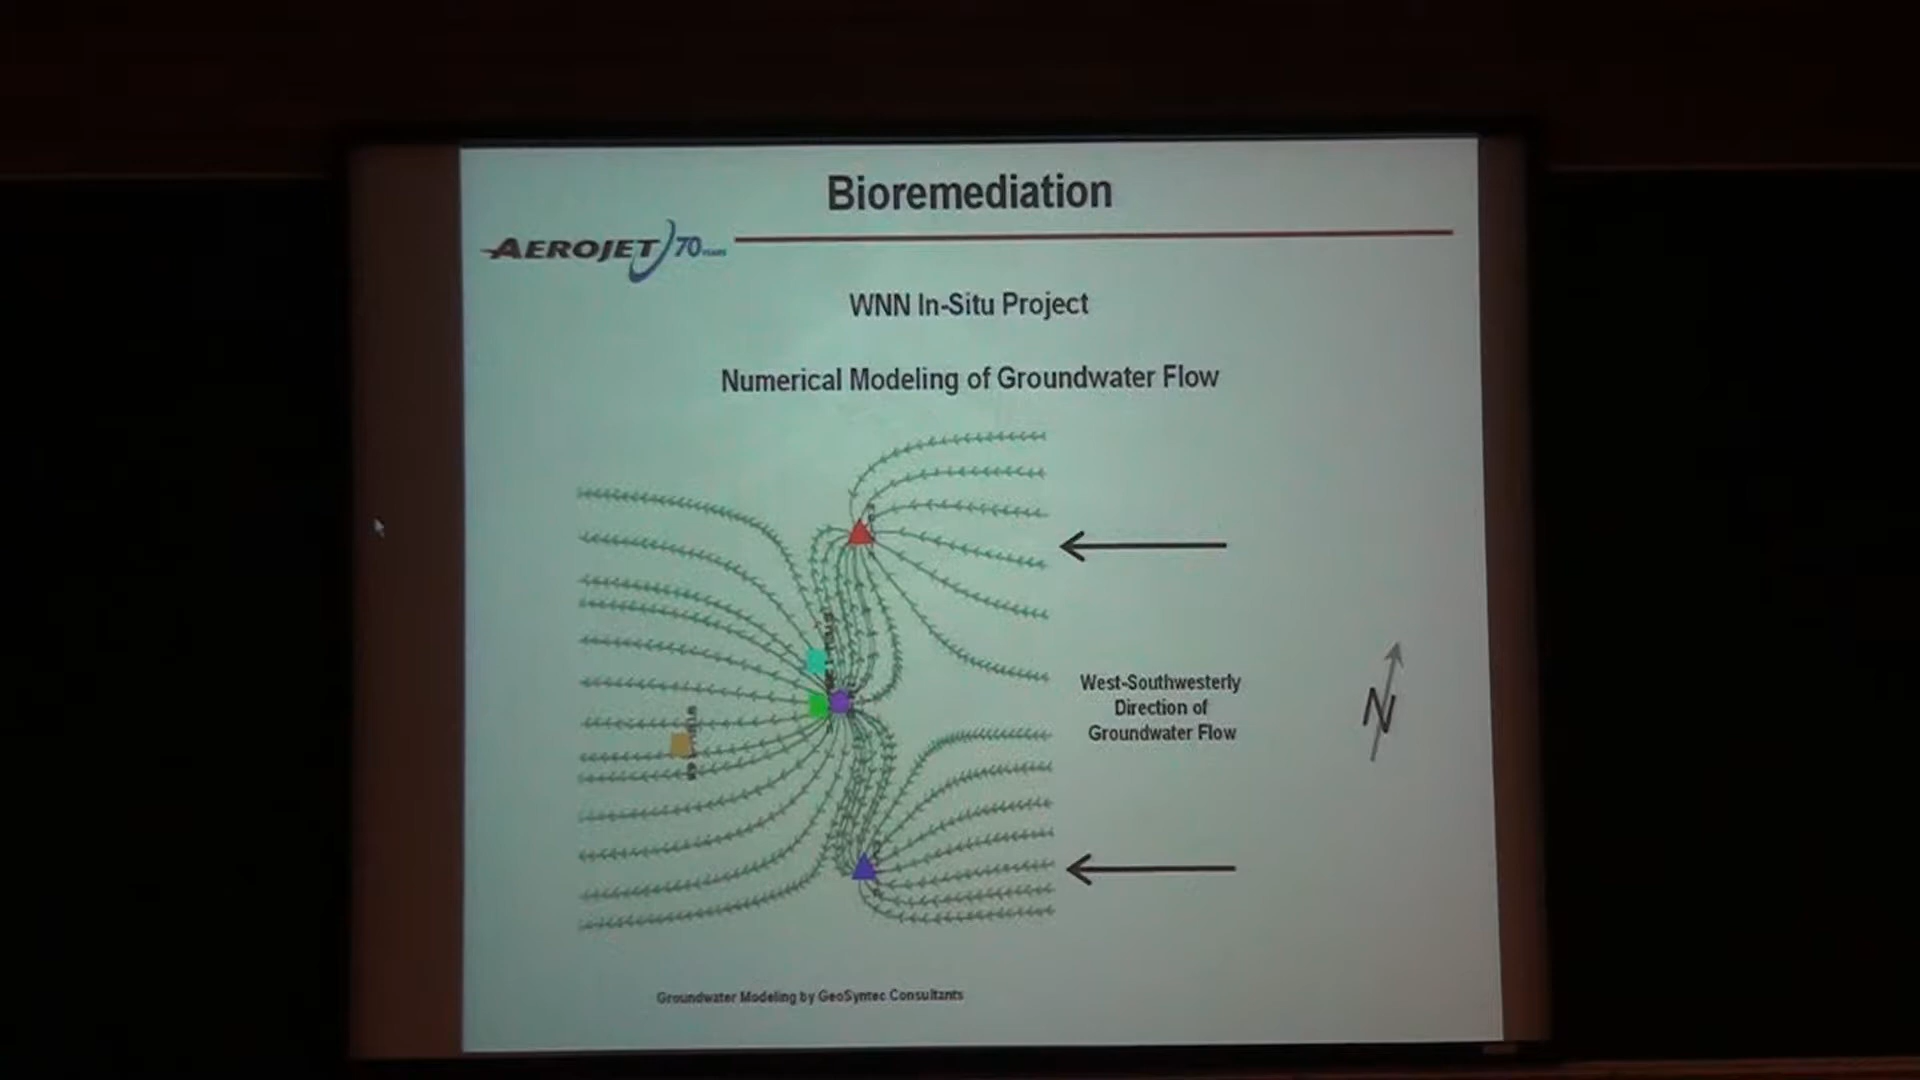 Bioremediation
AEROJET 70 YEARS
WNN In-Situ Project
Numerical Modeling of Groundwater Flow
West-Southwesterly
Direction of
Groundwater Flow
N
Groundwater Modeling by GeoSyntec Consultants